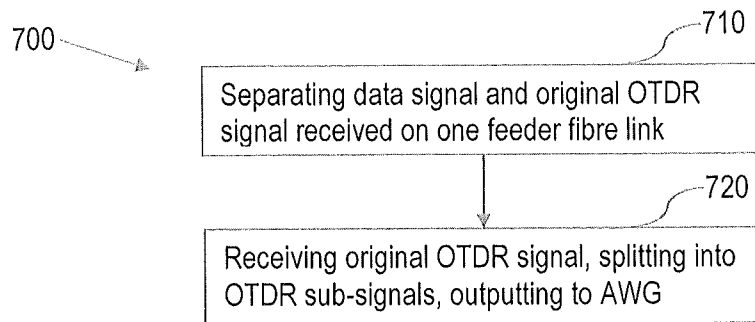 700
710
Separating data signal and original OTDR
signal received on one feeder fibre link
720
Receiving original OTDR signal, splitting into
OTDR sub-signals, outputting to AWG